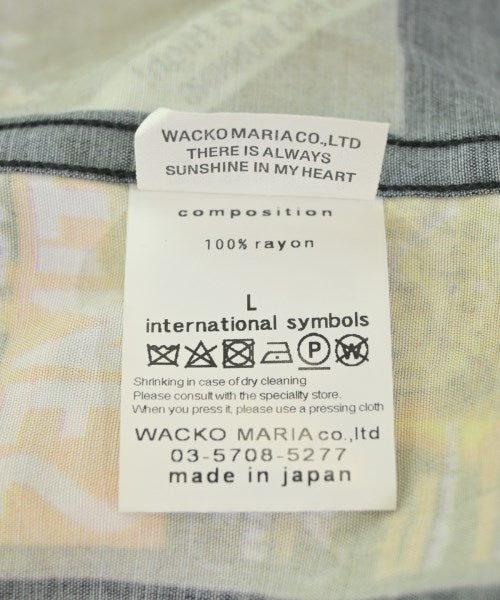 WACKO MARIA CO.,LTD
THERE IS ALWAYS
SUNSHINE IN MY HEART
composition
100% rayon
L
international symbols
P W
Shrinking in case of dry cleaning
Please consult with the speciality store.
When you press it, please use a pressing cloth
WACKO MARIA co.,ltd
03-5708-5277
made in japan